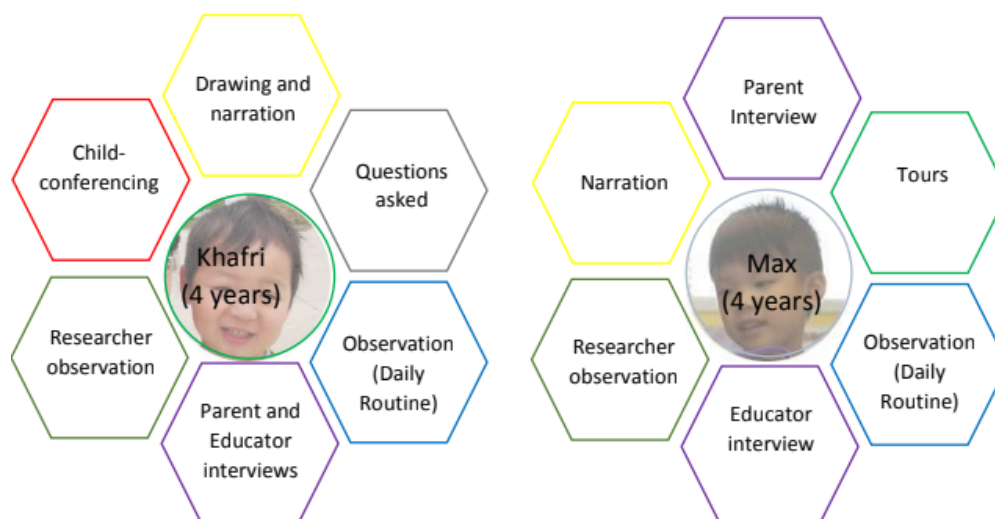 Drawing and
narration
Child-
conferencing
Questions
asked
Khafri
(4 years)
Researcher
observation
Observation
(Daily
Routine)
Parent and
Educator
interviews
Parent
Interview
Narration
Tours
Max
(4 years)
Researcher
observation
Observation
(Daily
Routine)
Educator
interview